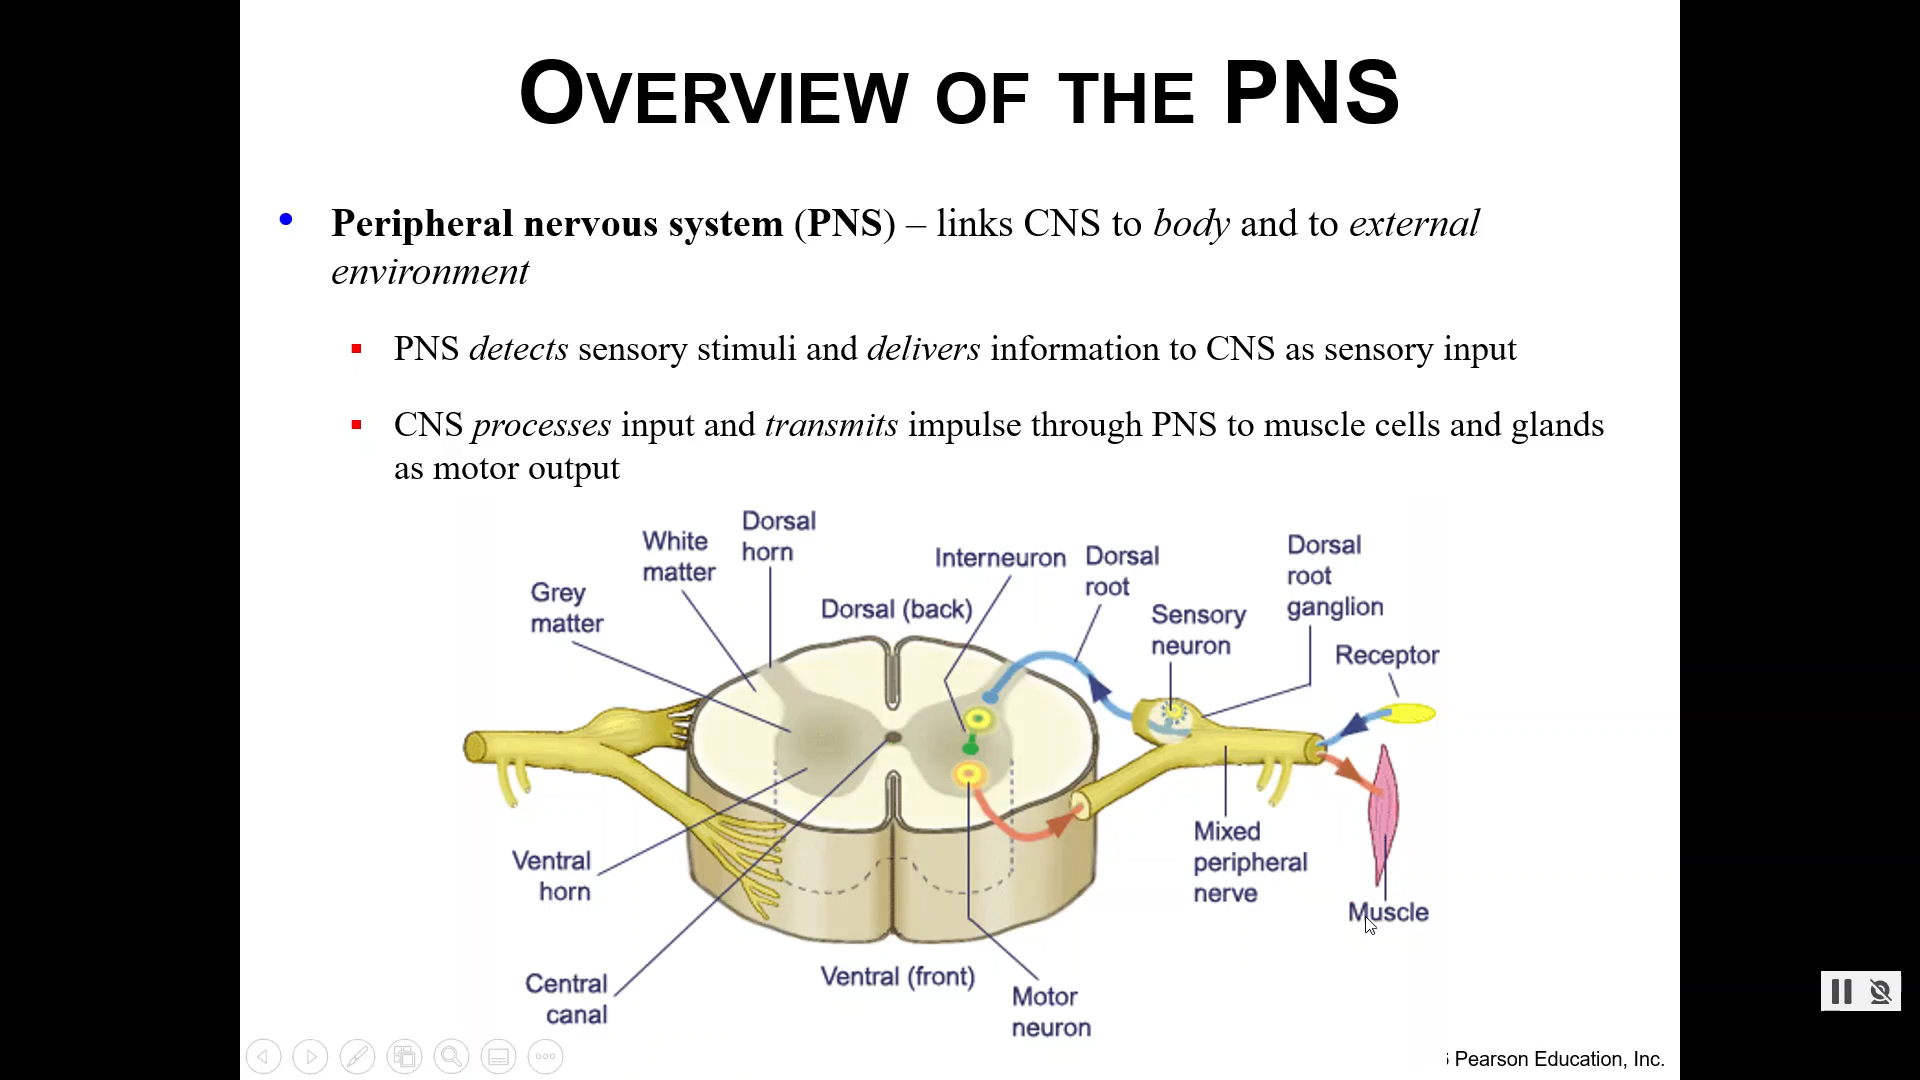 OVERVIEW OF THE PNS
Peripheral nervous system (PNS) – links CNS to body and to external
environment
PNS detects sensory stimuli and delivers information to CNS as sensory input
CNS processes input and transmits impulse through PNS to muscle cells and glands
as motor output
Dorsal
horn
White
matter
Grey
matter
Dorsal (back)
Interneuron
Dorsal
root
Sensory
neuron
Dorsal
root
ganglion
Receptor
Ventral
horn
Central
canal
Ventral (front)
Motor
neuron
Mixed
peripheral
nerve
Muscle
Pearson Education, Inc.